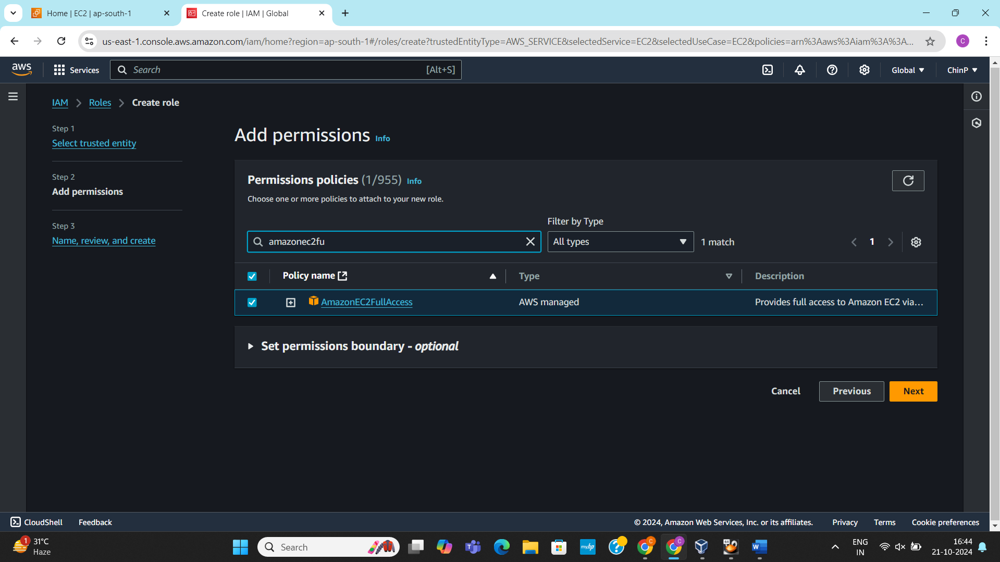 Home | EC2 | ap-south-1
Create role | IAM | Global
us-east-1.console.aws.amazon.com/iam/home?region=ap-south-1#/roles/create?trustedEntityType=AWS_SERVICE&selectedService=EC2&selectedUseCase=EC2&policies=arn%3Aaws%3Aiam%3A%3A...
C
aws
Services
Search
[Alt+S]
Global
ChinP
IAM
Roles
Create role
Step 1
Select trusted entity
Step 2
Add permissions
Step 3
Name, review, and create
Add permissions Info
Permissions policies (1/955) Info
Choose one or more policies to attach to your new role.
Filter by Type
amazonec2fu
All types
1 match
1
Policy name
Type
Description
AmazonEC2FullAccess
AWS managed
Provides full access to Amazon EC2 via...
Set permissions boundary - optional
Cancel
Previous
Next
CloudShell
Feedback
© 2024, Amazon Web Services, Inc. or its affiliates.
Privacy
Terms
Cookie preferences
1
31°C
Haze
Search
myhp
C
C
64
W
ENG
IN
16:44
21-10-2024